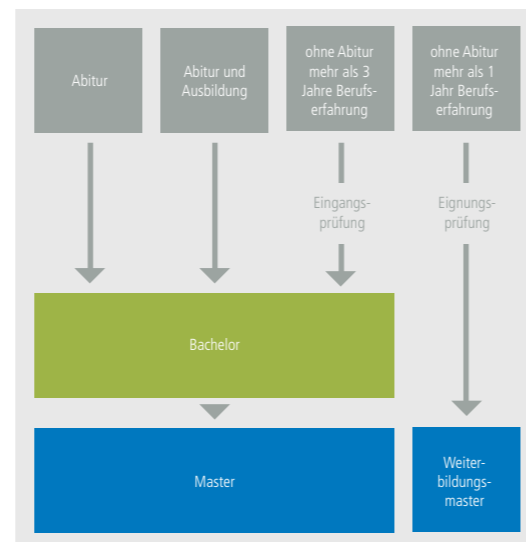 Abitur
Abitur und
Ausbildung
ohne Abitur
mehr als 3
Jahre Berufs-
erfahrung
ohne Abitur
mehr als 1
Jahr Berufs-
erfahrung
Eingangs-
prüfung
Eignungs-
prüfung
Bachelor
Master
Weiter-
bildungs-
master